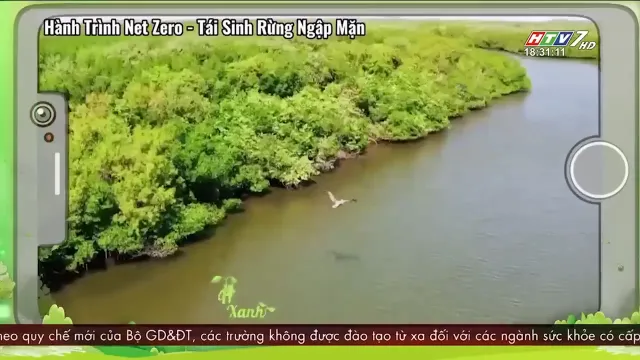 Hành Trình Net Zero - Tái Sinh Rừng Ngập Mặn
HTV7 HD
18:31:11
Xanh
heo quy chế mới của Bộ GD&ĐT, các trường không được đào tạo từ xa đối với các ngành sức khỏe có cấp